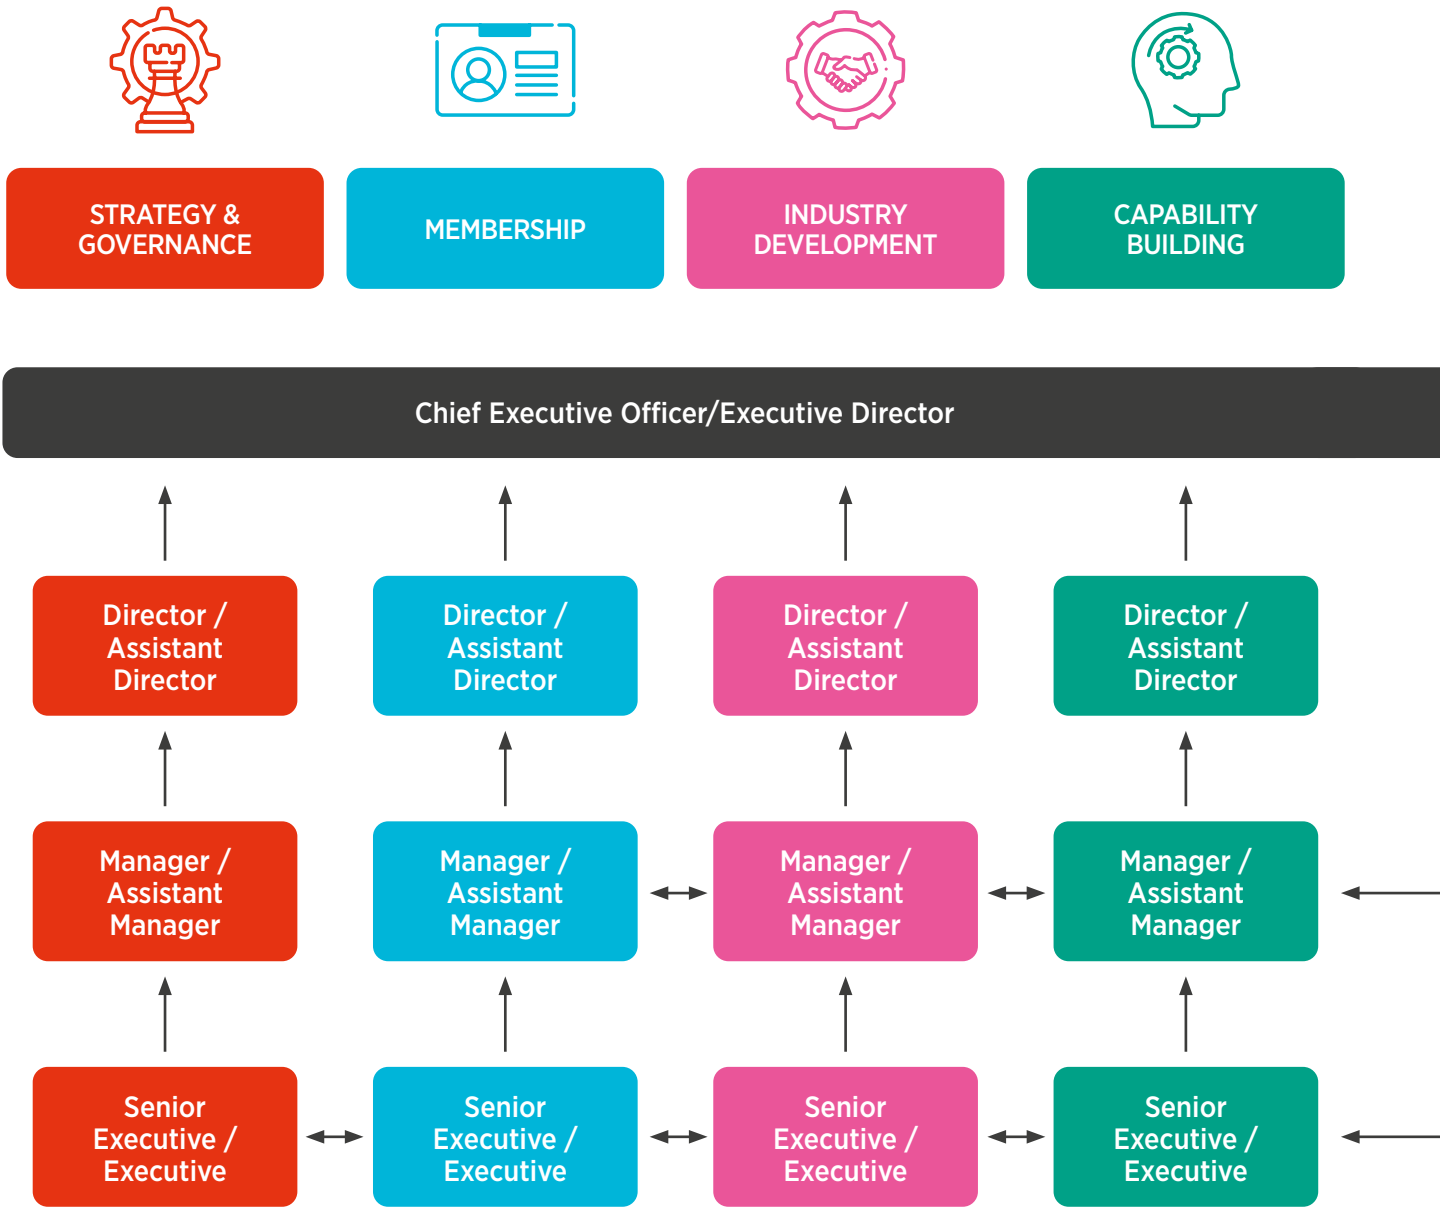 STRATEGY &
GOVERNANCE
MEMBERSHIP
INDUSTRY
DEVELOPMENT
CAPABILITY
BUILDING
Chief Executive Officer/Executive Director
Director /
Assistant
Director
Director /
Assistant
Director
Director /
Assistant
Director
Director /
Assistant
Director
Manager /
Assistant
Manager
Manager /
Assistant
Manager
Manager /
Assistant
Manager
Manager /
Assistant
Manager
Senior
Executive /
Executive
Senior
Executive /
Executive
Senior
Executive /
Executive
Senior
Executive /
Executive